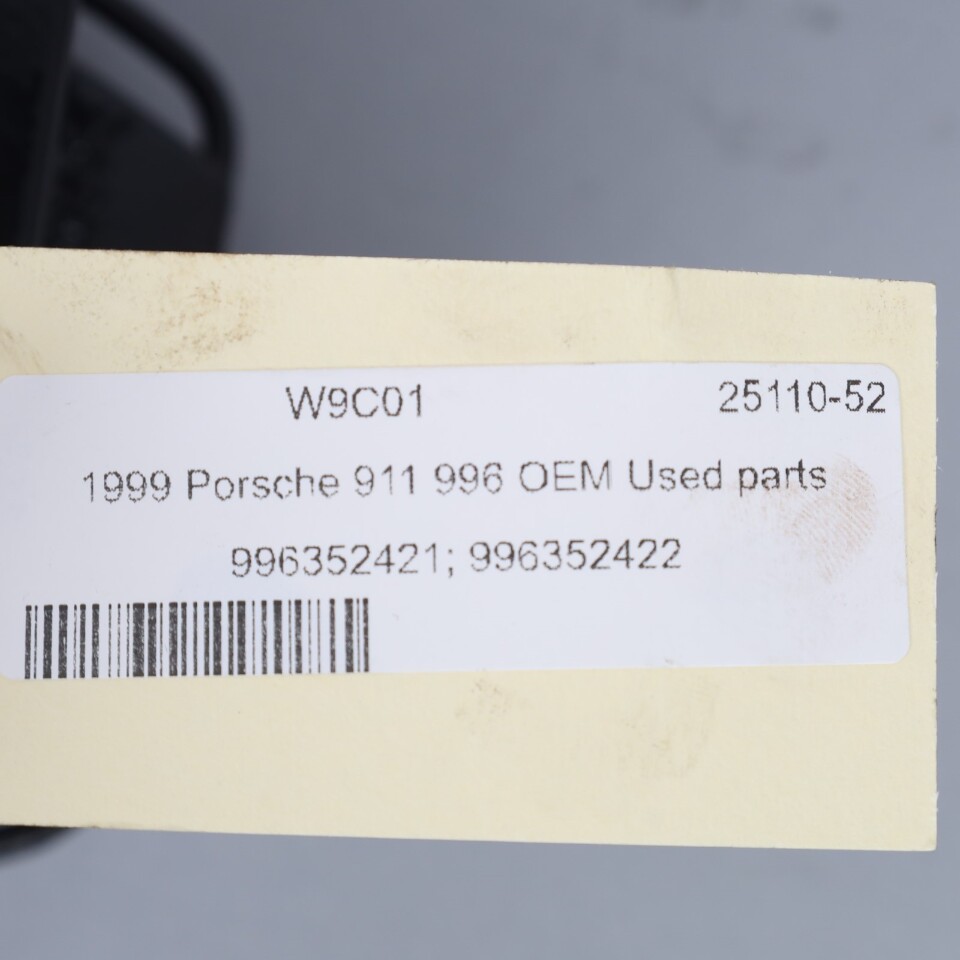 W9C01 25110-52
1999 Porsche 911 996 OEM Used parts
996352421; 996352422